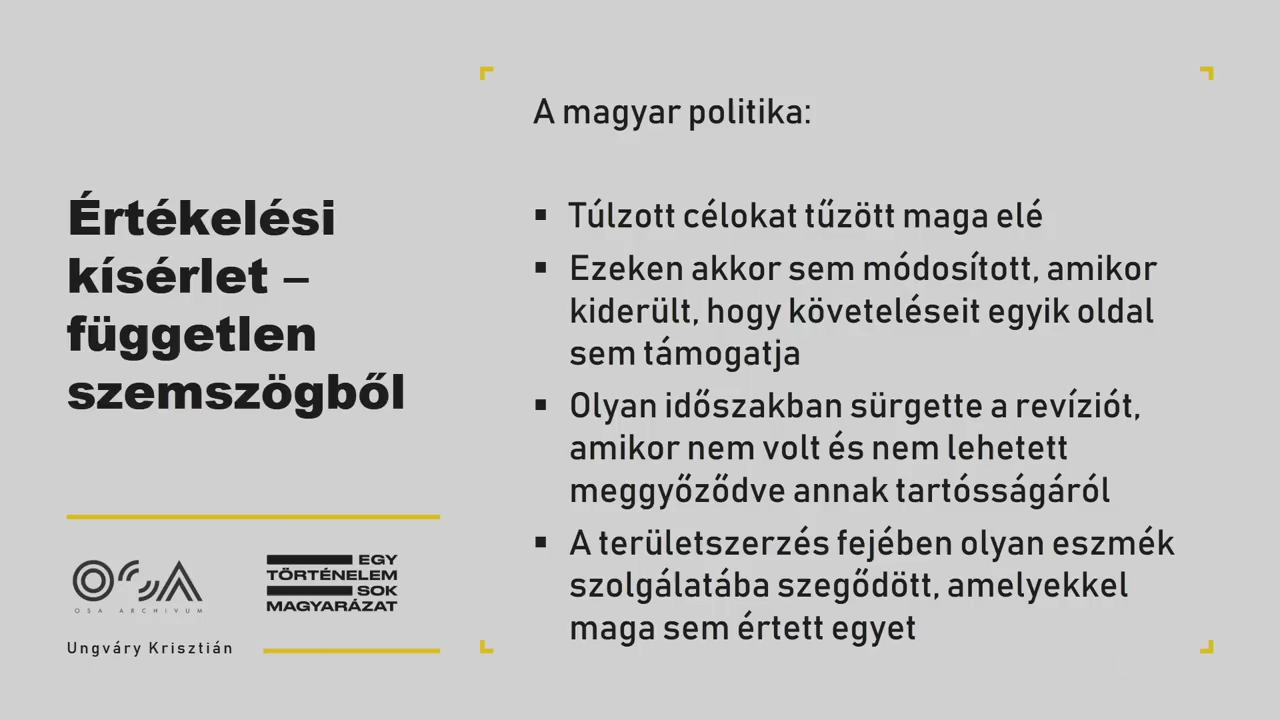 Értékelési
kísérlet –
független
szemszögből
OSA ARCHIVUM
EGY
TÖRTÉNELEM
SOK
MAGYARÁZAT
Ungváry Krisztián
A magyar politika:
▪ Túlzott célokat tűzött maga elé
▪ Ezeken akkor sem módosított, amikor
kiderült, hogy követeléseit egyik oldal
sem támogatja
▪ Olyan időszakban sürgette a revíziót,
amikor nem volt és nem lehetett
meggyőződve annak tartósságáról
▪ A területszerzés fejében olyan eszmék
szolgálatába szegődött, amelyekkel
maga sem értett egyet